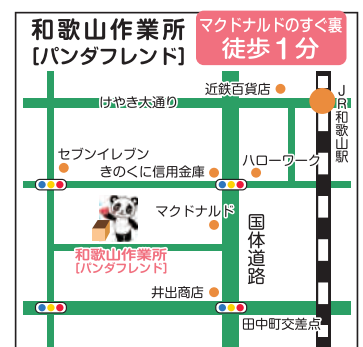 和歌山作業所
[パンダフレンド]
マクドナルドのすぐ裏
徒歩1分
近鉄百貨店
けやき大通り
JR和歌山駅
セブンイレブン
きのくに信用金庫
ハローワーク
マクドナルド
国体道路
和歌山作業所
[パンダフレンド]
井出商店
田中町交差点